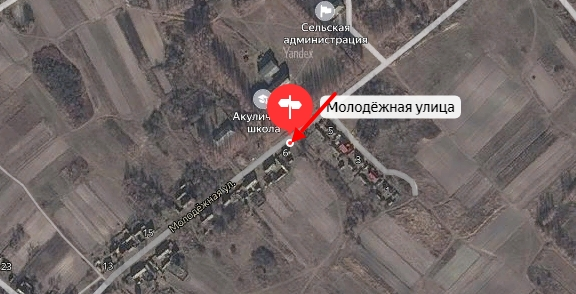 Сельская
администрация
Yandex
Молодёжная улица
Акулич
школа
5
6
3
Молодёжная ул.
15
13
23